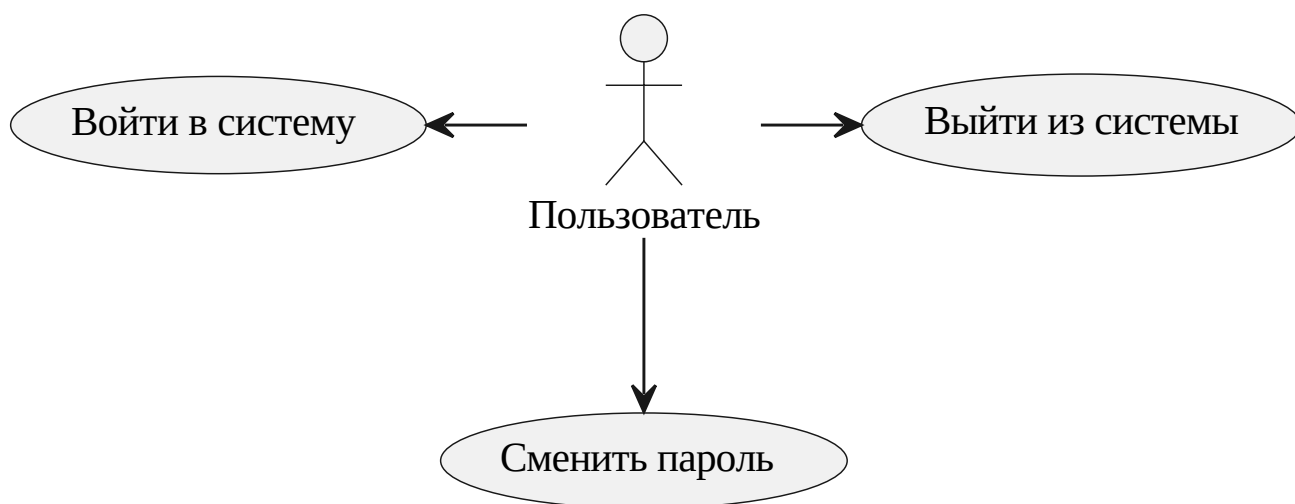 Войти в систему
Выйти из системы
Пользователь
Сменить пароль